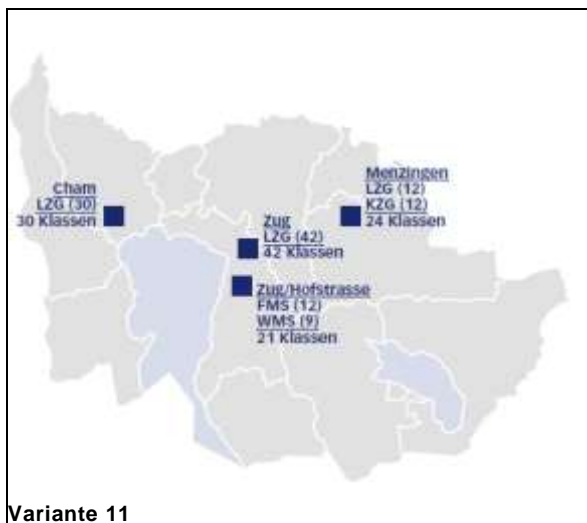 Menzingen
LZG (12)
KZG (12)
24 Klassen
Cham
LZG (30)
30 Klassen
Zug
LZG (42)
42 Klassen
Zug/Hofstrasse
FMS (12)
WMS (9)
21 Klassen
Variante 11